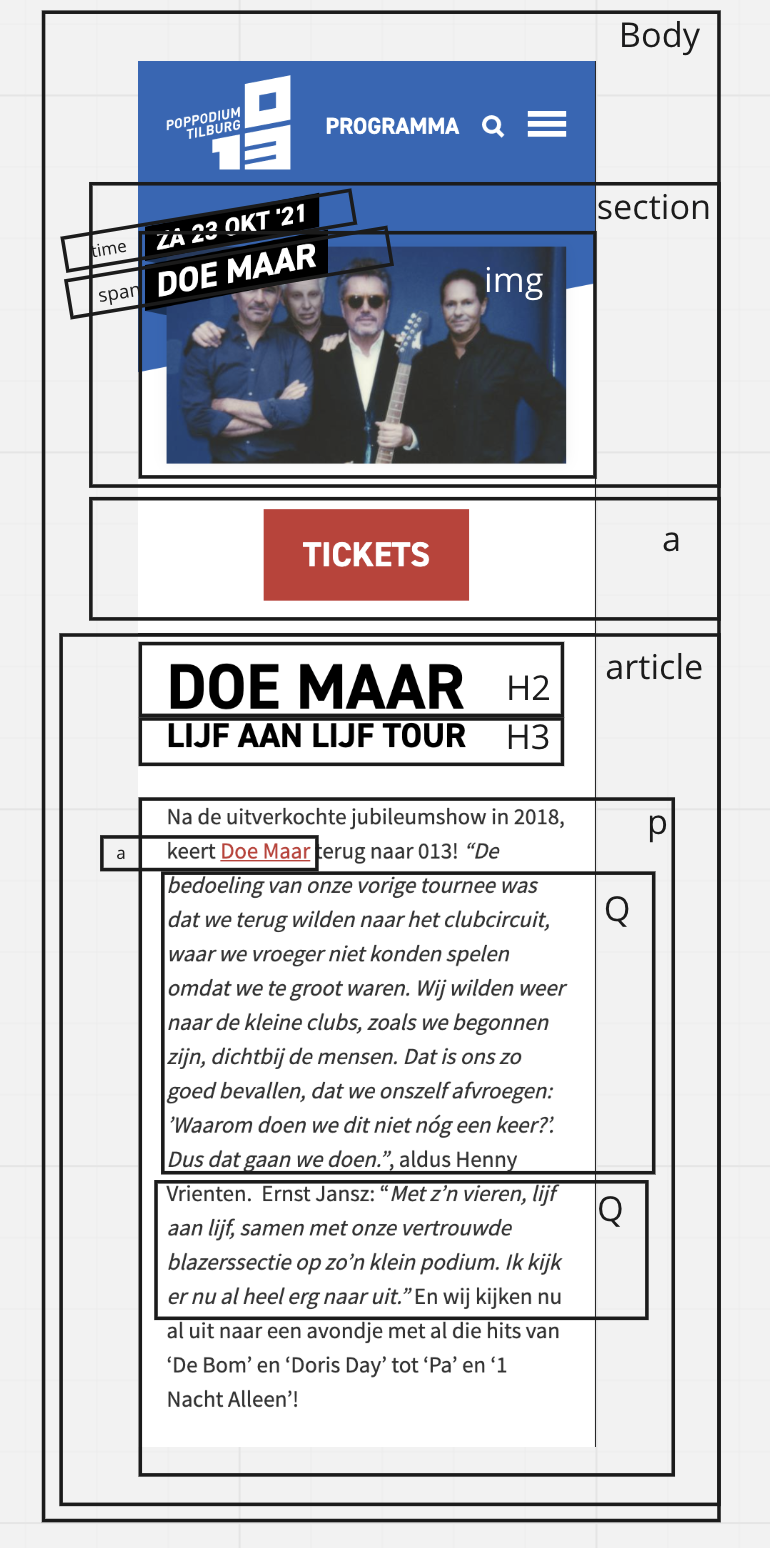 Body
POPPODIUM
TILBURG
013
PROGRAMMA
section
time
ZA 23 OKT '21
span
DOE MAAR
img
TICKETS
a
article
DOE MAAR
H2
LIJF AAN LIJF TOUR
H3
Na de uitverkochte jubileumshow in 2018,
p
a
keert Doe Maar terug naar 013! “De
bedoeling van onze vorige tournee was
Q
dat we terug wilden naar het clubcircuit,
waar we vroeger niet konden spelen
omdat we te groot waren. Wij wilden weer
naar de kleine clubs, zoals we begonnen
zijn, dichtbij de mensen. Dat is ons zo
goed bevallen, dat we onszelf afvroegen:
’Waarom doen we dit niet nóg een keer?’.
Dus dat gaan we doen.”, aldus Henny
Vrienten. Ernst Jansz: “Met z’n vieren, lijf
Q
aan lijf, samen met onze vertrouwde
blazerssectie op zo’n klein podium. Ik kijk
er nu al heel erg naar uit.” En wij kijken nu
al uit naar een avondje met al die hits van
‘De Bom’ en ‘Doris Day’ tot ‘Pa’ en ‘1
Nacht Alleen’!